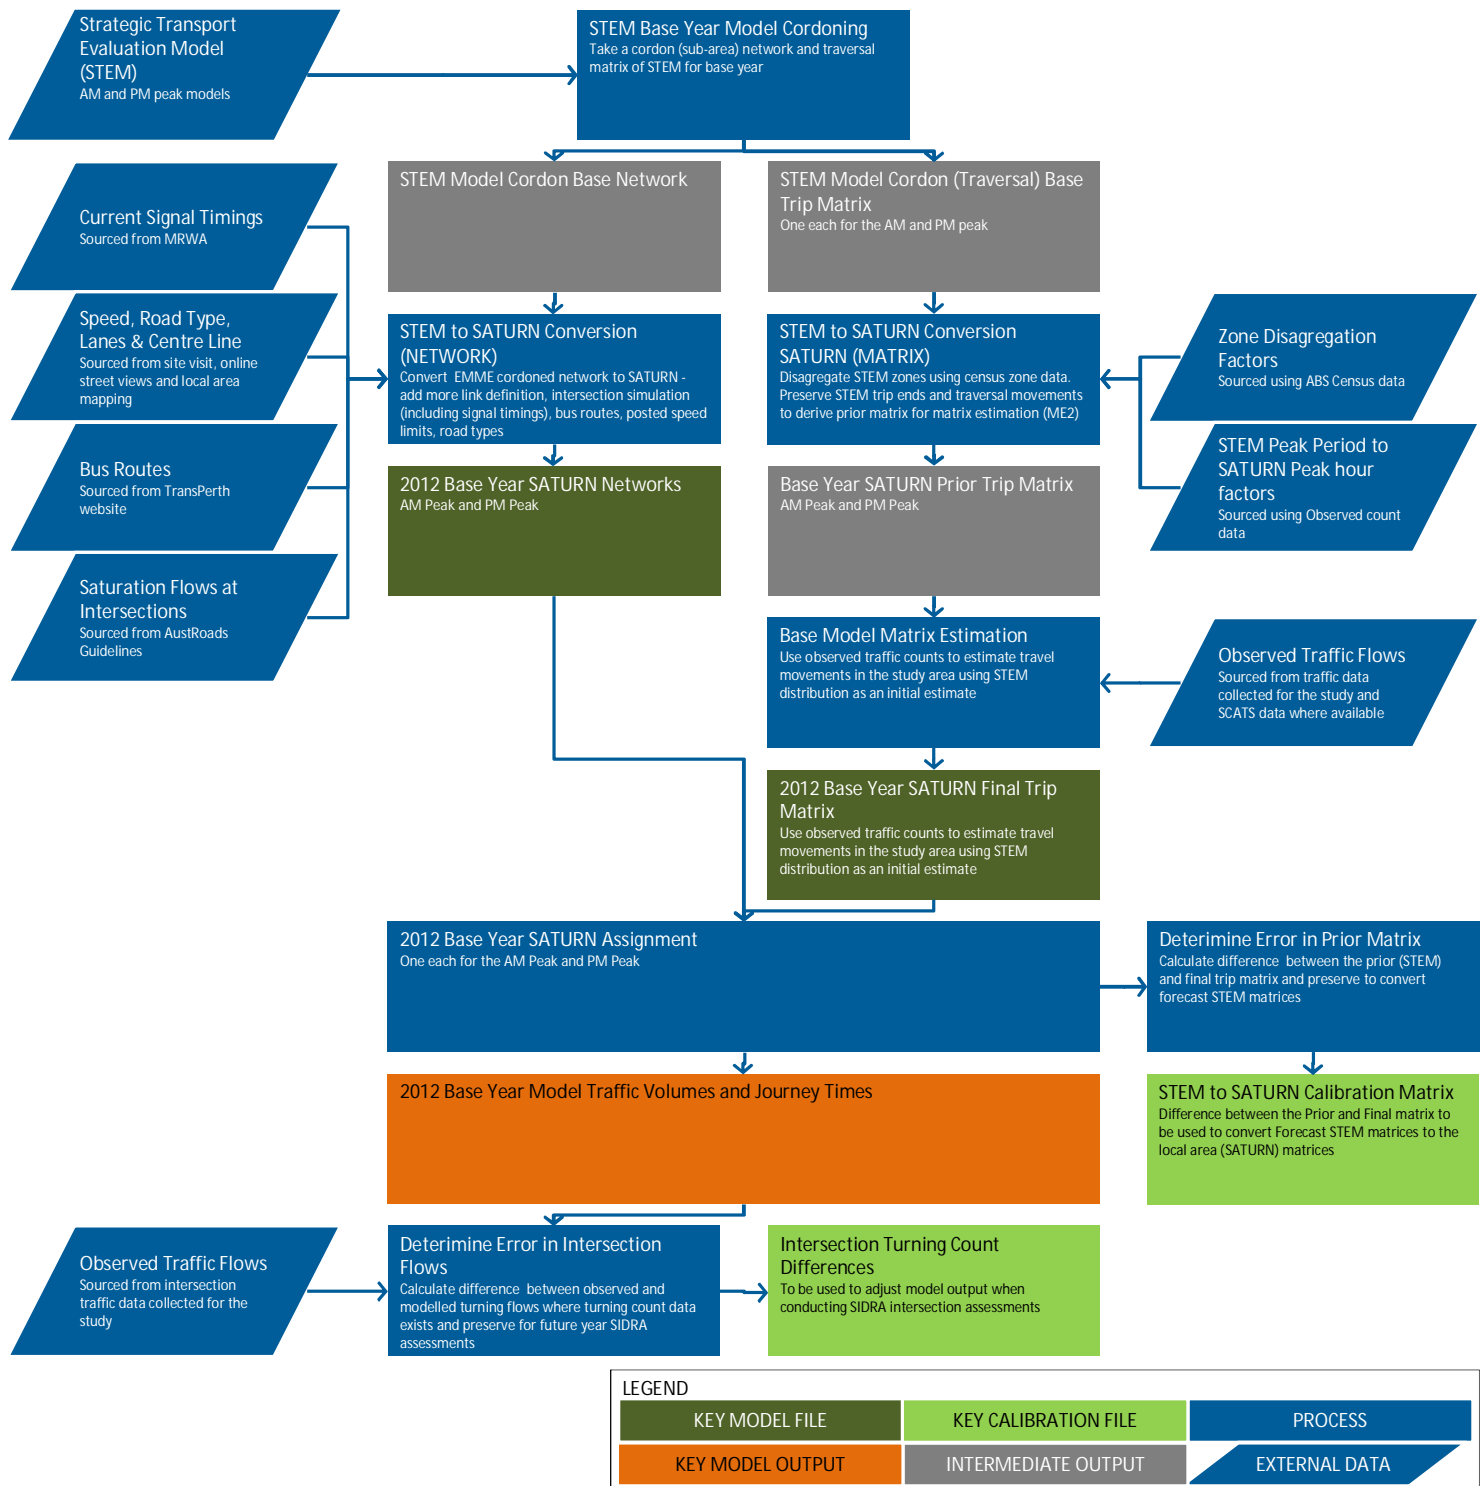 Strategic Transport
Evaluation Model
(STEM)
AM and PM peak models
STEM Base Year Model Cordoning
Take a cordon (sub-area) network and traversal
matrix of STEM for base year
STEM Model Cordon Base Network
STEM Model Cordon (Traversal) Base
Trip Matrix
One each for the AM and PM peak
Current Signal Timings
Sourced from MRWA
Speed, Road Type,
Lanes & Centre Line
Sourced from site visit, online
street views and local area
mapping
Bus Routes
Sourced from TransPerth
website
Saturation Flows at
Intersections
Sourced from AustRoads
Guidelines
STEM to SATURN Conversion
(NETWORK)
Convert EMME cordoned network to SATURN -
add more link definition, intersection simulation
(including signal timings), bus routes, posted speed
limits, road types
STEM to SATURN Conversion
SATURN (MATRIX)
Disagregate STEM zones using census zone data.
Preserve STEM trip ends and traversal movements
to derive prior matrix for matrix estimation (ME2)
Zone Disagregation
Factors
Sourced using ABS Census data
STEM Peak Period to
SATURN Peak hour
factors
Sourced using Observed count
data
2012 Base Year SATURN Networks
AM Peak and PM Peak
Base Year SATURN Prior Trip Matrix
AM Peak and PM Peak
Base Model Matrix Estimation
Use observed traffic counts to estimate travel
movements in the study area using STEM
distribution as an initial estimate
Observed Traffic Flows
Sourced from traffic data
collected for the study and
SCATS data where available
2012 Base Year SATURN Final Trip
Matrix
Use observed traffic counts to estimate travel
movements in the study area using STEM
distribution as an initial estimate
2012 Base Year SATURN Assignment
One each for the AM Peak and PM Peak
Deterimine Error in Prior Matrix
Calculate difference between the prior (STEM)
and final trip matrix and preserve to convert
forecast STEM matrices
2012 Base Year Model Traffic Volumes and Journey Times
STEM to SATURN Calibration Matrix
Difference between the Prior and Final matrix to
be used to convert Forecast STEM matrices to the
local area (SATURN) matrices
Observed Traffic Flows
Sourced from intersection
traffic data collected for the
study
Deterimine Error in Intersection
Flows
Calculate difference between observed and
modelled turning flows where turning count data
exists and preserve for future year SIDRA
assessments
Intersection Turning Count
Differences
To be used to adjust model output when
conducting SIDRA intersection assessments
LEGEND
KEY MODEL FILE
KEY CALIBRATION FILE
PROCESS
KEY MODEL OUTPUT
INTERMEDIATE OUTPUT
EXTERNAL DATA